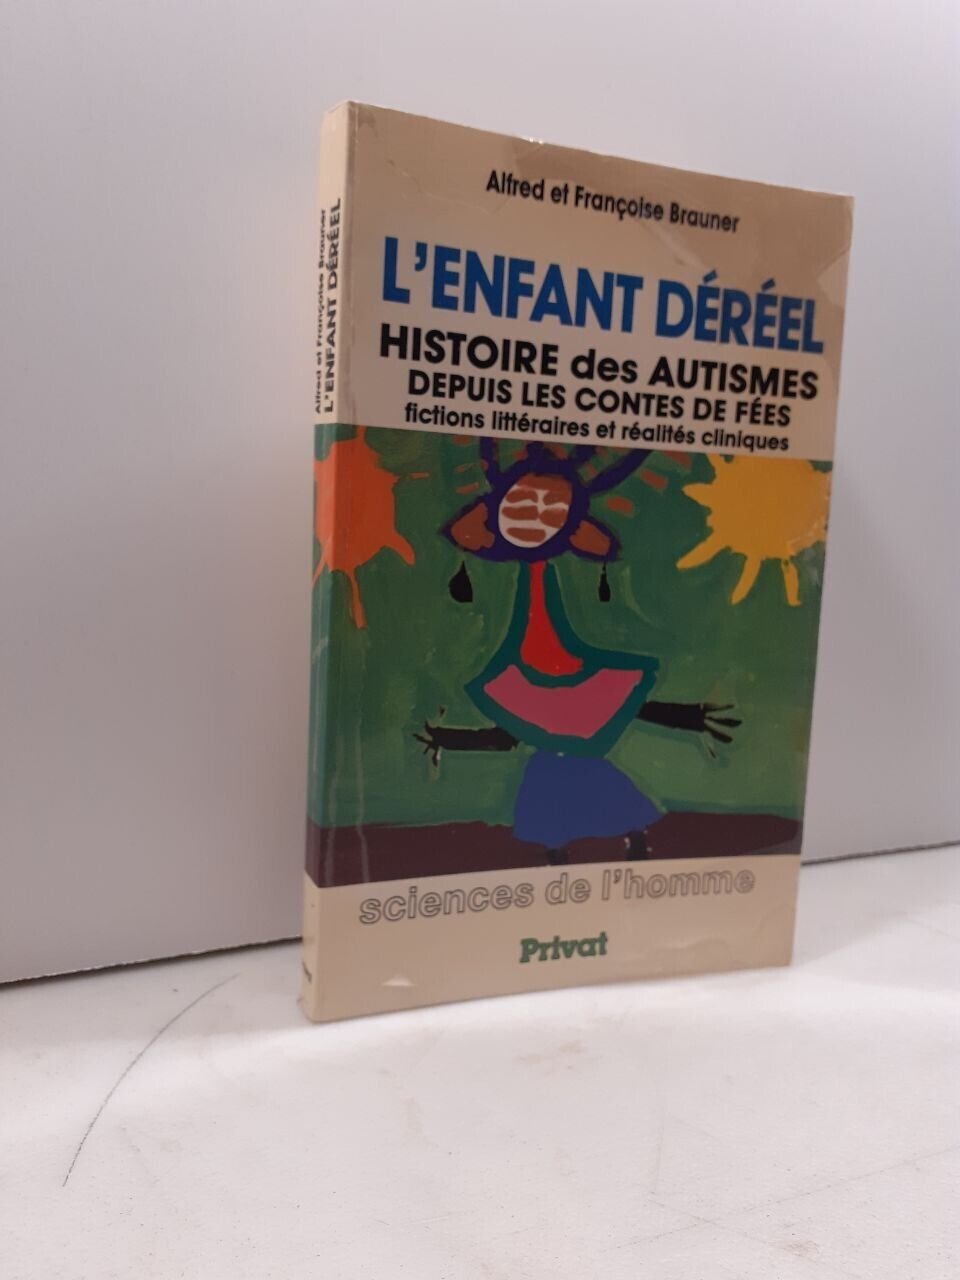 Alfred et Françoise Brauner
L'ENFANT DÉRÉEL
HISTOIRE des AUTISMES
DEPUIS LES CONTES DE FÉES
fictions littéraires et réalités cliniques
sciences de l'homme
Privat
Alfred et Françoise Brauner
L'ENFANT DÉRÉEL